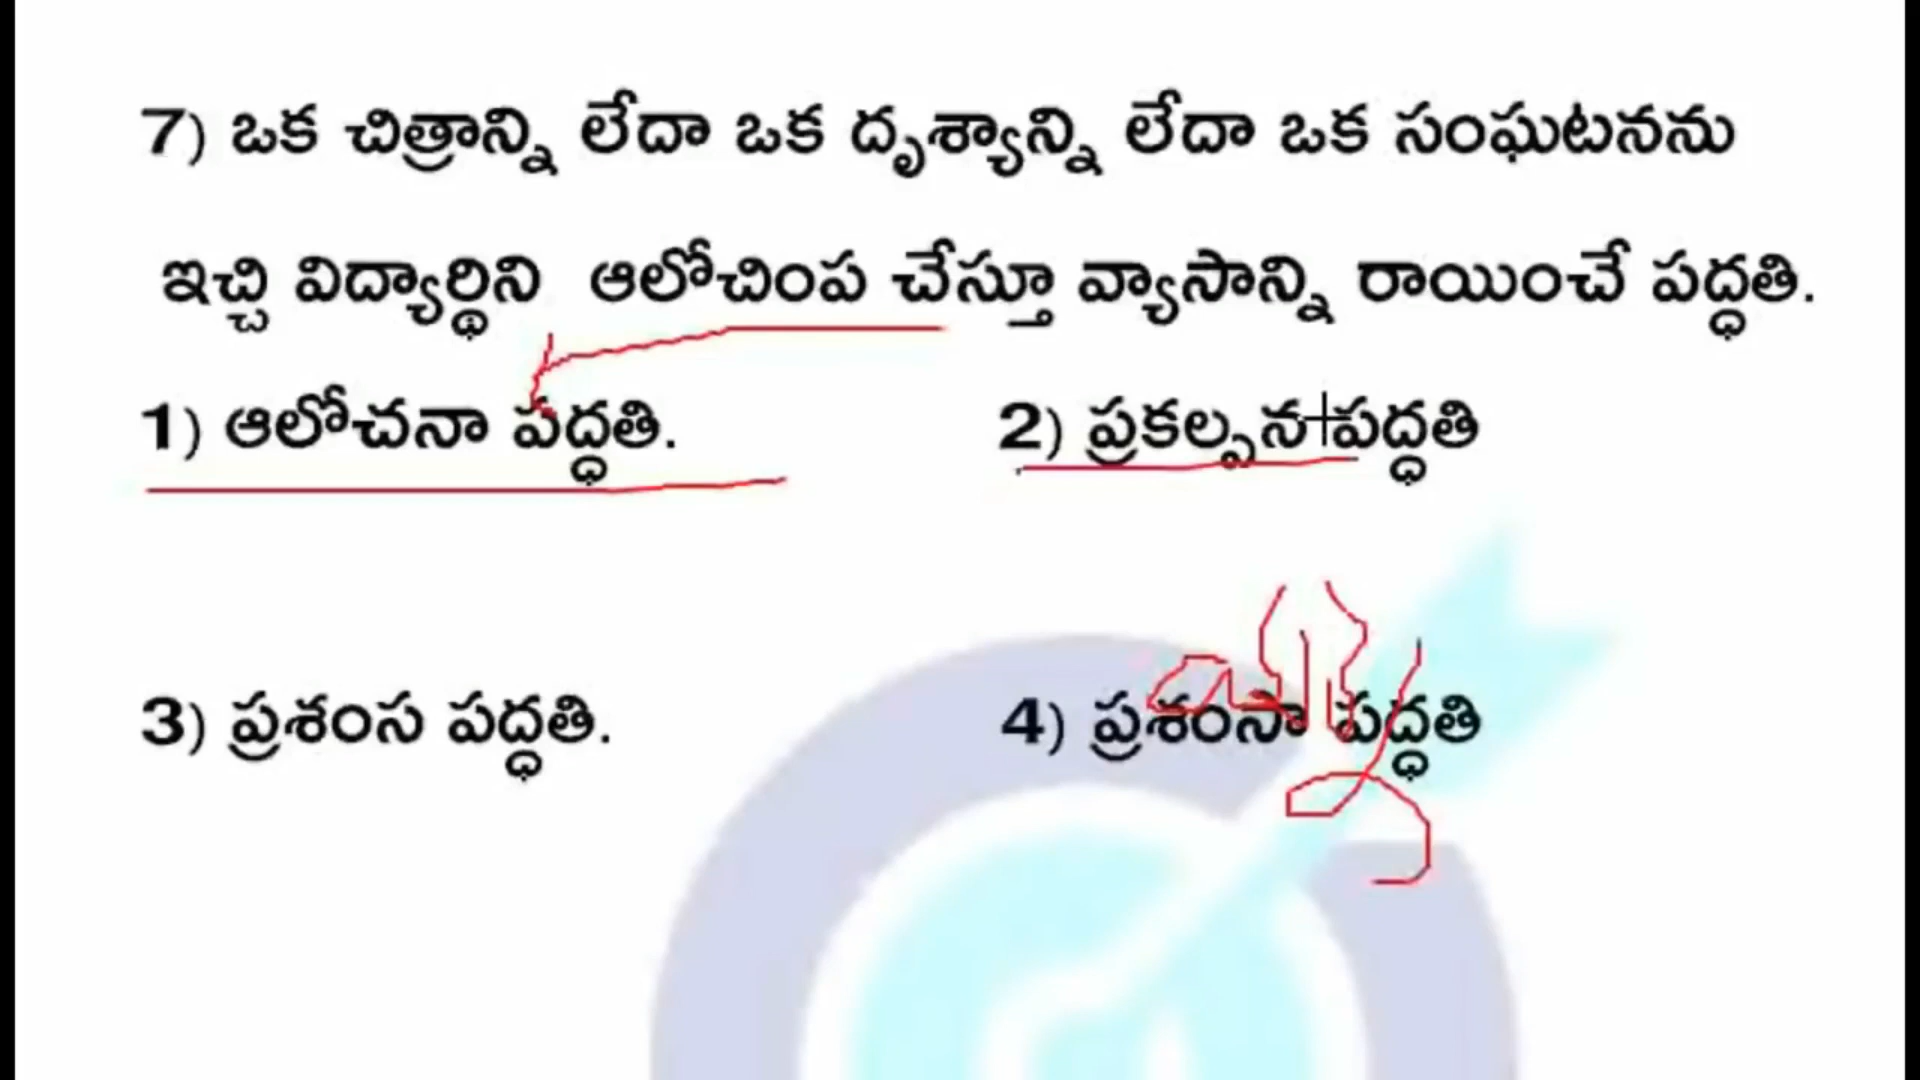 7) ఒక చిత్రాన్ని లేదా ఒక దృశ్యాన్ని లేదా ఒక సంఘటనను
ఇచ్చి విద్యార్థిని ఆలోచింప చేస్తూ వ్యాసాన్ని రాయించే పద్ధతి.
1) ఆలోచనా పద్ధతి. 2) ప్రకల్పన పద్ధతి
3) ప్రశంస పద్ధతి. 4) ప్రశంసా పద్ధతి